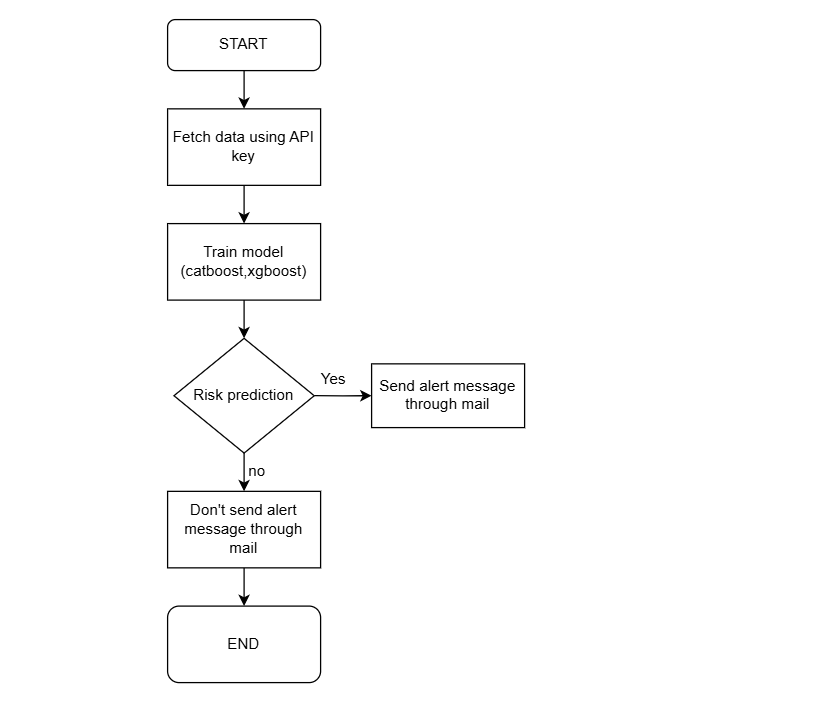 START
Fetch data using API
key
Train model
(catboost,xgboost)
Risk prediction
Yes
Send alert message
through mail
no
Don't send alert
message through
mail
END